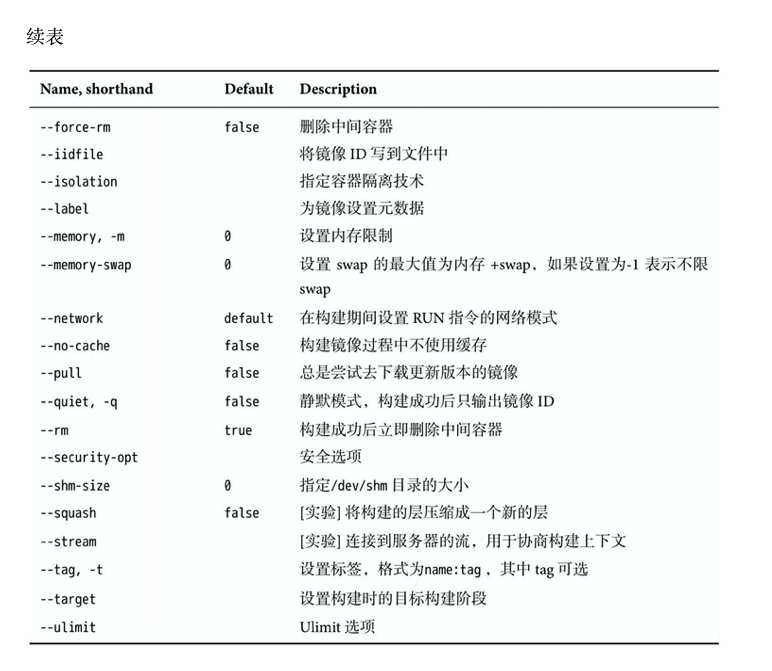 续表
Name, shorthand Default Description
--force-rm false 删除中间容器
--iidfile 将镜像 ID 写到文件中
--isolation 指定容器隔离技术
--label 为镜像设置元数据
--memory, -m 0 设置内存限制
--memory-swap 0 设置 swap 的最大值为内存 +swap，如果设置为-1 表示不限
swap
--network default 在构建期间设置 RUN 指令的网络模式
--no-cache false 构建镜像过程中不使用缓存
--pull false 总是尝试去下载更新版本的镜像
--quiet, -q false 静默模式，构建成功后只输出镜像 ID
--rm true 构建成功后立即删除中间容器
--security-opt 安全选项
--shm-size 0 指定/dev/shm 目录的大小
--squash false [实验] 将构建的层压缩成一个新的层
--stream [实验] 连接到服务器的流，用于协商构建上下文
--tag, -t 设置标签，格式为name:tag ，其中 tag 可选
--target 设置构建时的目标构建阶段
--ulimit Ulimit 选项